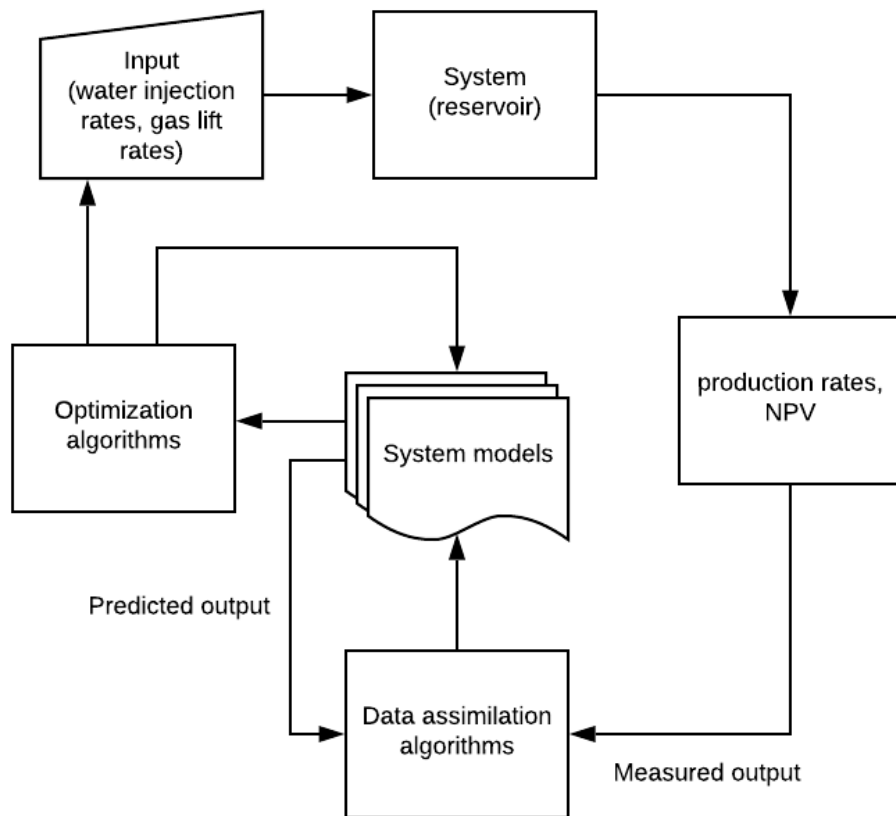 Input
(water injection
rates, gas lift
rates)
System
(reservoir)
production rates,
NPV
Optimization
algorithms
System models
Predicted output
Data assimilation
algorithms
Measured output